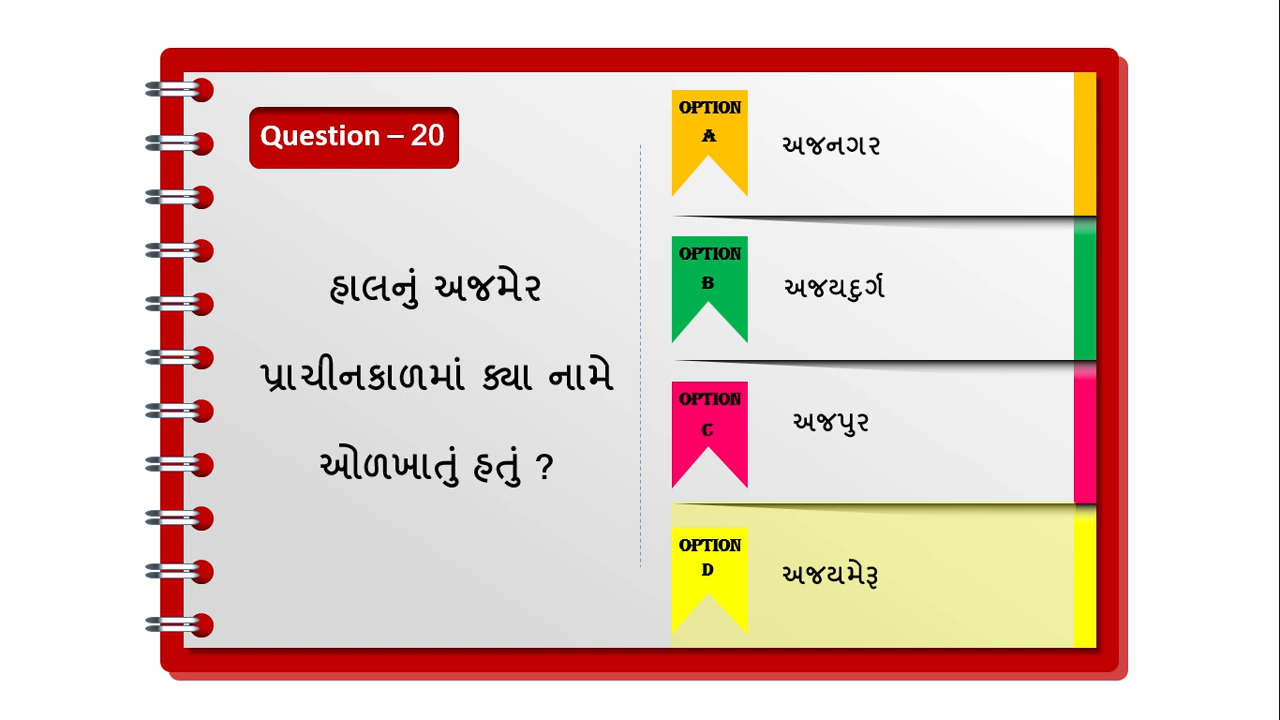 Question – 20
હાલનું અજમેર
પ્રાચીનકાળમાં ક્યા નામે
ઓળખાતું હતું ?
OPTION
A
અજનગર
OPTION
B
અજયદુર્ગ
OPTION
C
અજપુર
OPTION
D
અજયમેરૂ